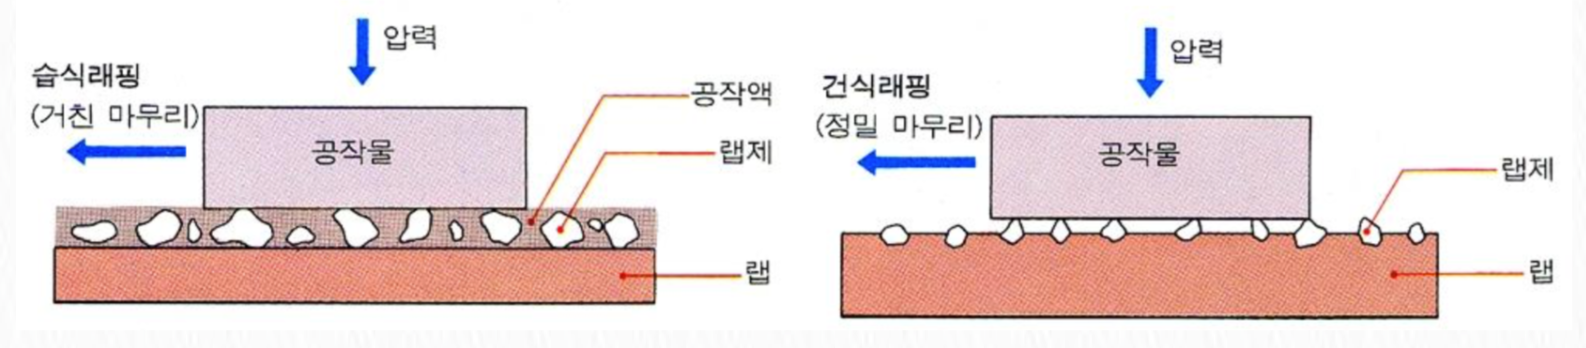 압력
습식래핑
(거친 마무리)
공작물
공작액
랩제
랩
압력
건식래핑
(정밀 마무리)
공작물
랩제
랩